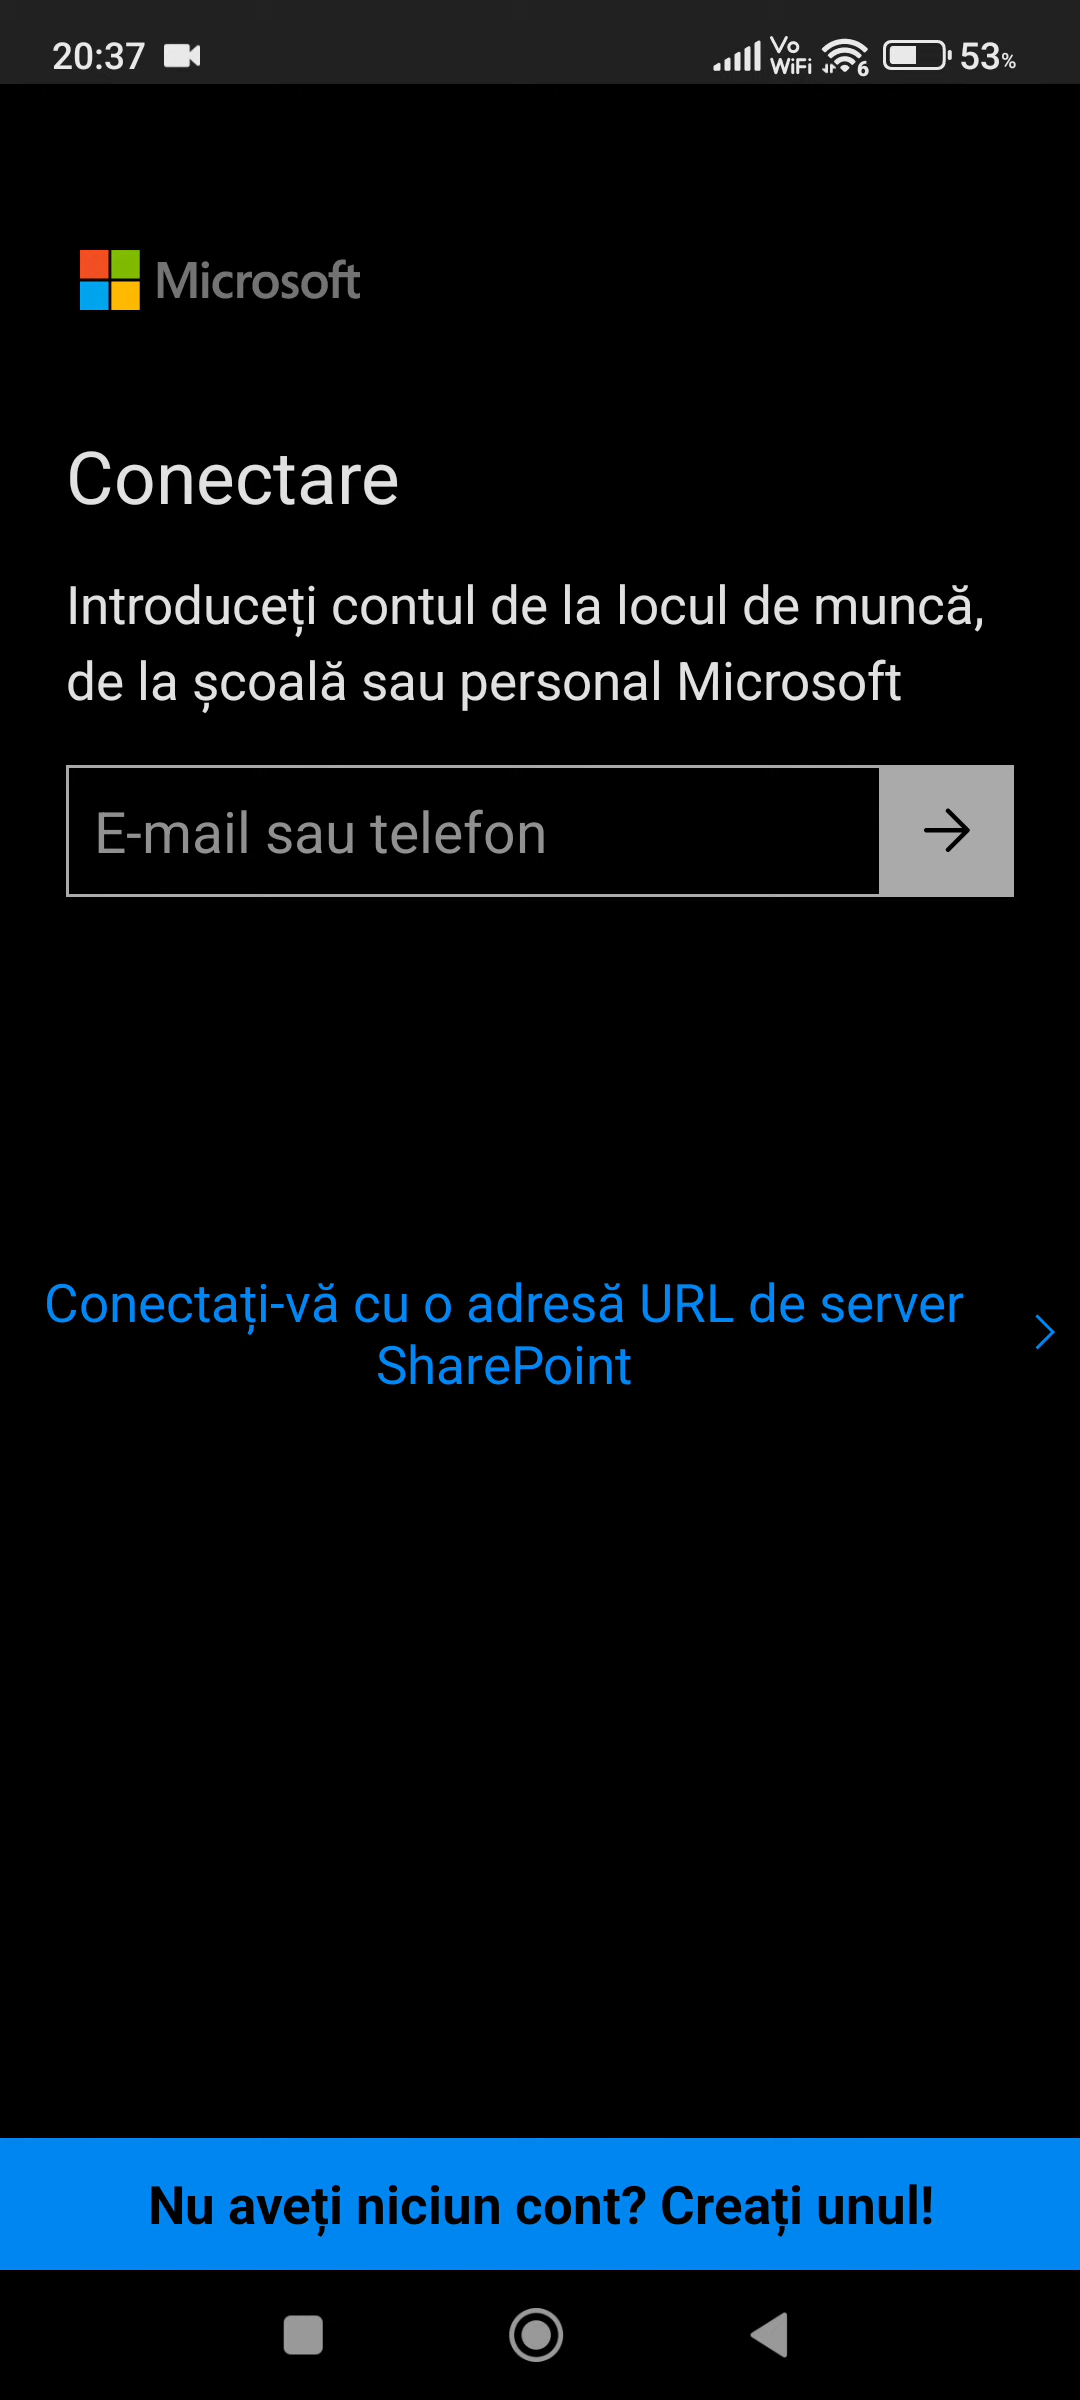 20:37
Vo
WiFi
6
53%
Microsoft
Conectare
Introduceți contul de la locul de muncă,
de la școală sau personal Microsoft
E-mail sau telefon
Conectați-vă cu o adresă URL de server
SharePoint
Nu aveți niciun cont? Creați unul!